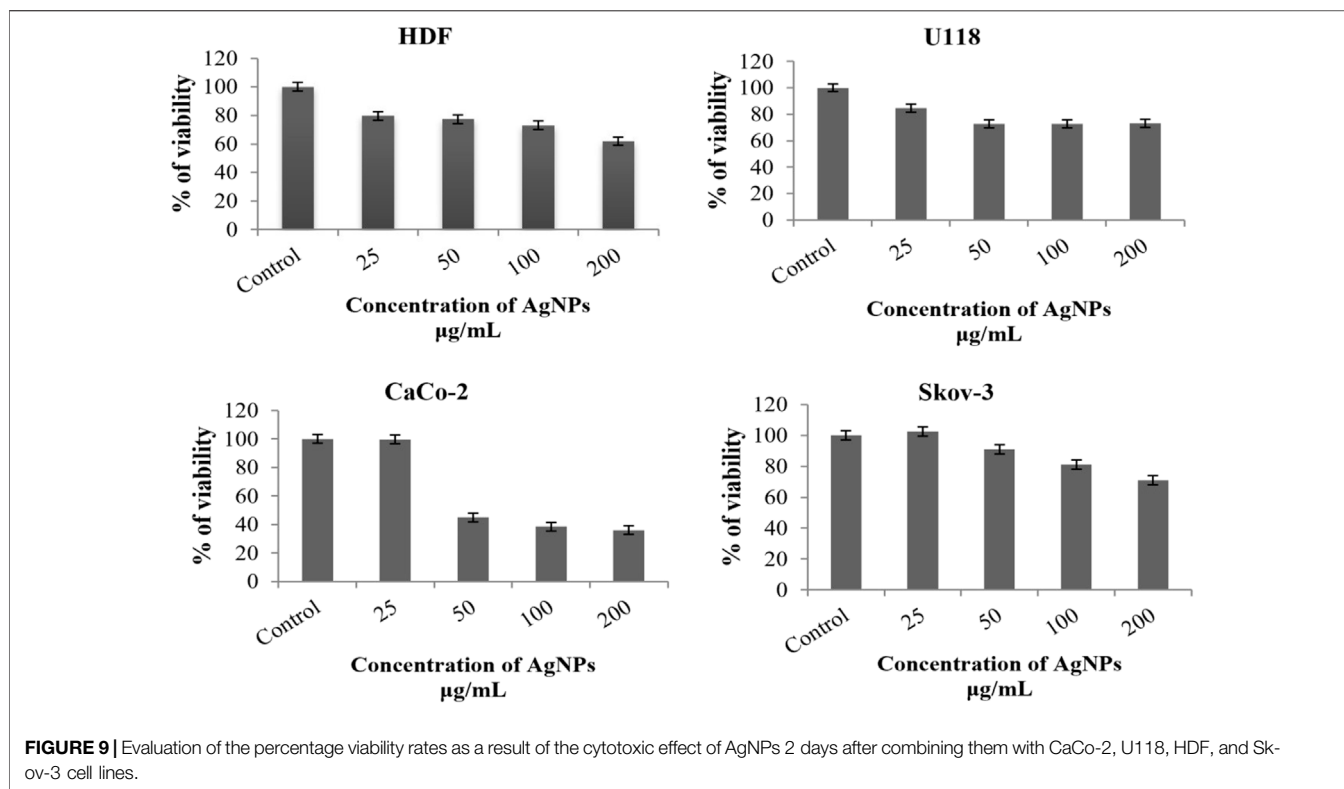 HDF
120
100
80
60
40
20
0
% of viability
Control 25 50 100 200
Concentration of AgNPs
µg/mL
U118
120
100
80
60
40
20
0
% of viability
Control 25 50 100 200
Concentration of AgNPs
µg/mL
CaCo-2
120
100
80
60
40
20
0
% of viability
Control 25 50 100 200
Concentration of AgNPs
µg/mL
Skov-3
120
100
80
60
40
20
0
% of viability
Control 25 50 100 200
Concentration of AgNPs
µg/mL
FIGURE 9 | Evaluation of the percentage viability rates as a result of the cytotoxic effect of AgNPs 2 days after combining them with CaCo-2, U118, HDF, and Sk-
ov-3 cell lines.